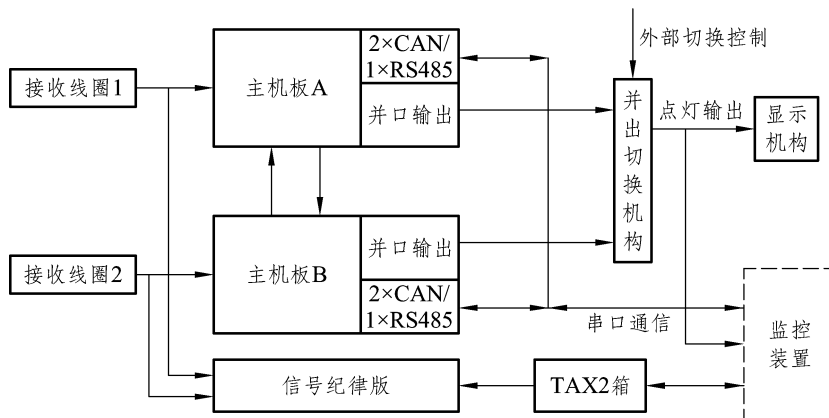 外部切换控制
2×CAN/
1×RS485
接收线圈1
主机板A
并口输出
并出切换机构
点灯输出
显示
机构
接收线圈2
主机板B
并口输出
2×CAN/
1×RS485
串口通信
监控
装置
信号纪律版
TAX2箱